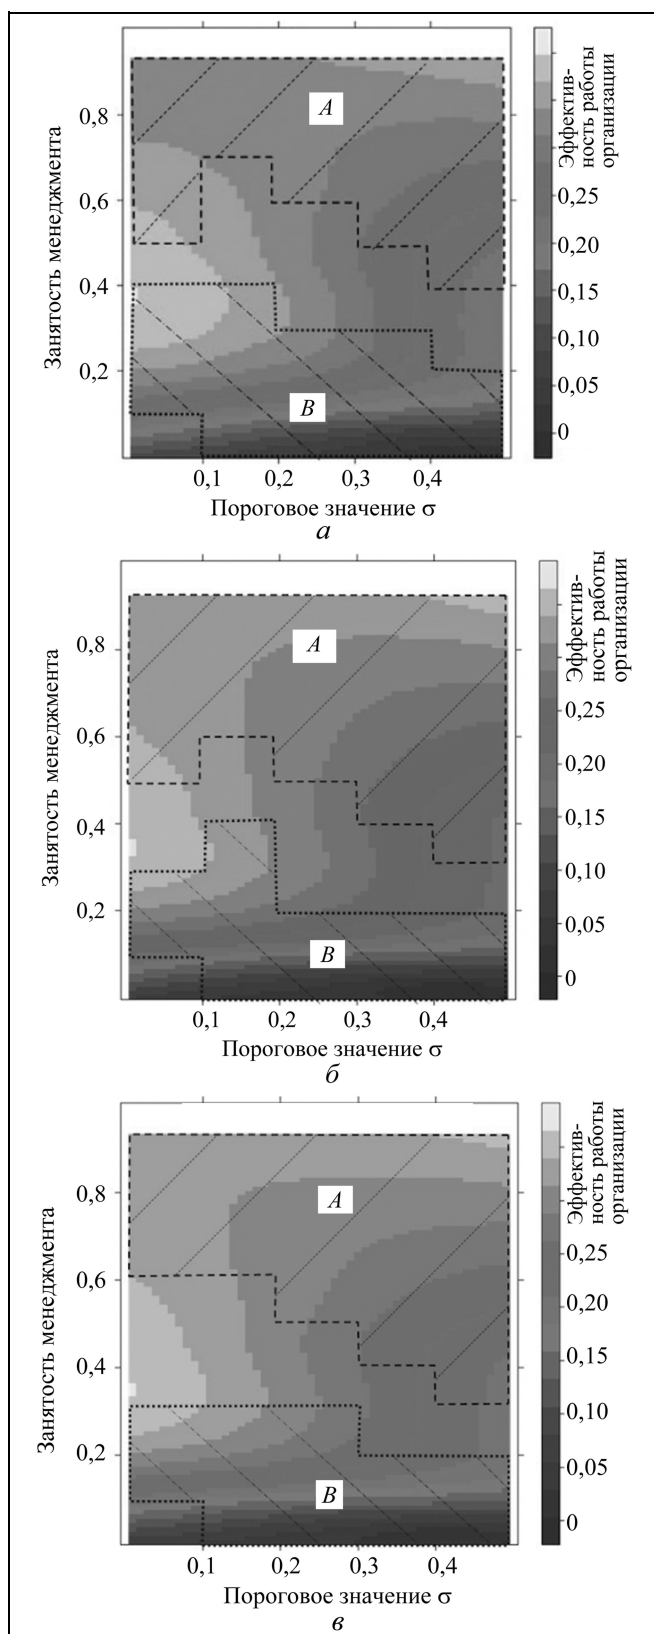 Занятость менеджмента
0,8
0,6
0,4
0,2
A
B
0,1
0,2
0,3
0,4
Пороговое значение σ
Эффектив-
ность работы
организации
0,25
0,20
0,15
0,10
0,05
0
а
Занятость менеджмента
0,8
0,6
0,4
0,2
A
B
0,1
0,2
0,3
0,4
Пороговое значение σ
Эффектив-
ность работы
организации
0,25
0,20
0,15
0,10
0,05
0
б
Занятость менеджмента
0,8
0,6
0,4
0,2
A
B
0,1
0,2
0,3
0,4
Пороговое значение σ
Эффектив-
ность работы
организации
0,25
0,20
0,15
0,10
0,05
0
в